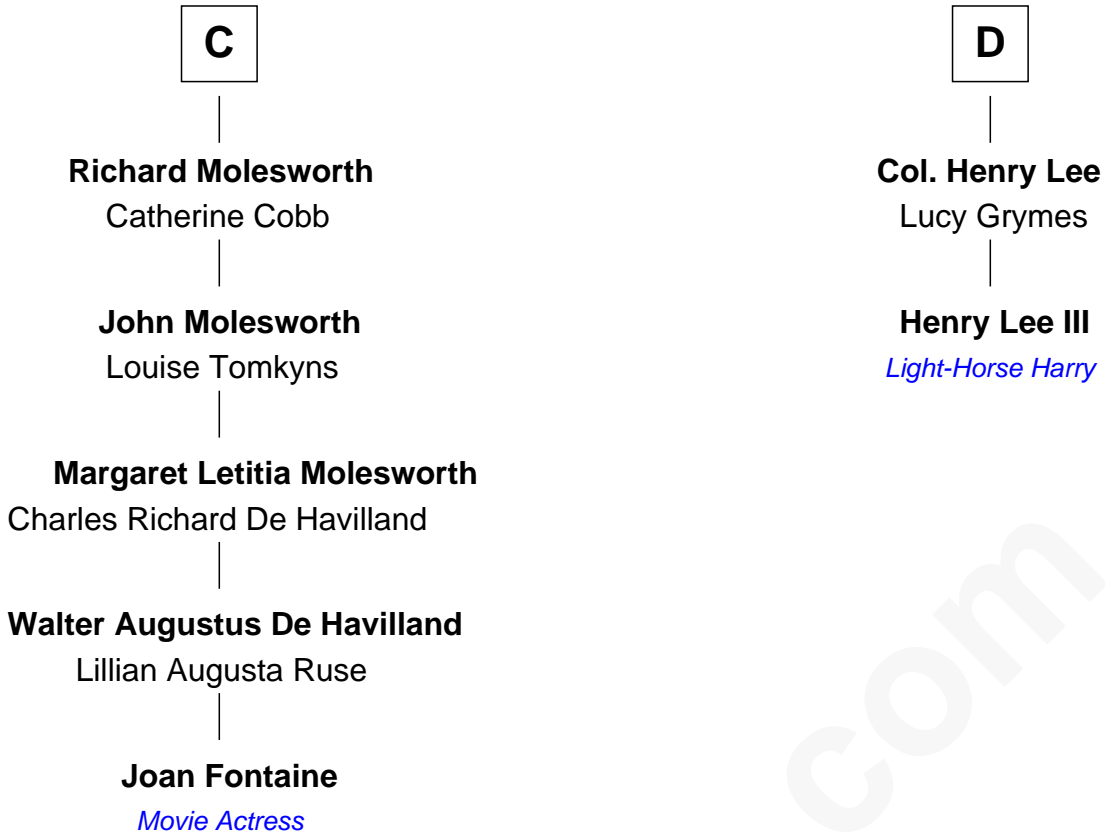 C
Richard Molesworth
Catherine Cobb
John Molesworth
Louise Tomkyns
Margaret Letitia Molesworth
Charles Richard De Havilland
Walter Augustus De Havilland
Lillian Augusta Ruse
Joan Fontaine
Movie Actress
D
Col. Henry Lee
Lucy Grymes
Henry Lee III
Light-Horse Harry
com